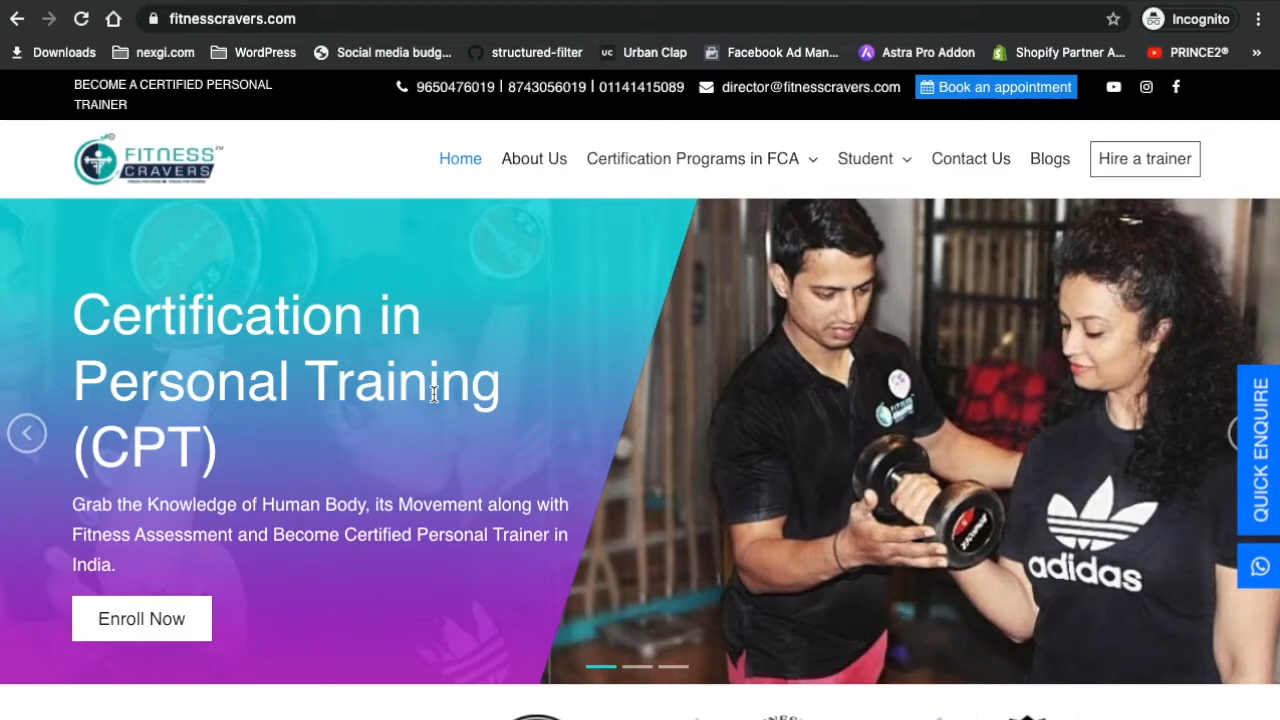 fitnesscravers.com
Incognito
Downloads nexgi.com WordPress Social media budg... structured-filter UC Urban Clap Facebook Ad Man... Astra Pro Addon Shopify Partner A... PRINCE2® »
BECOME A CERTIFIED PERSONAL
TRAINER
9650476019 | 8743056019 | 01141415089 director@fitnesscravers.com Book an appointment
FITNESS
CRAVERS
TM
Home About Us Certification Programs in FCA Student Contact Us Blogs Hire a trainer
Certification in
Personal Training
(CPT)
Grab the Knowledge of Human Body, its Movement along with
Fitness Assessment and Become Certified Personal Trainer in
India.
Enroll Now
adidas
QUICK ENQUIRE